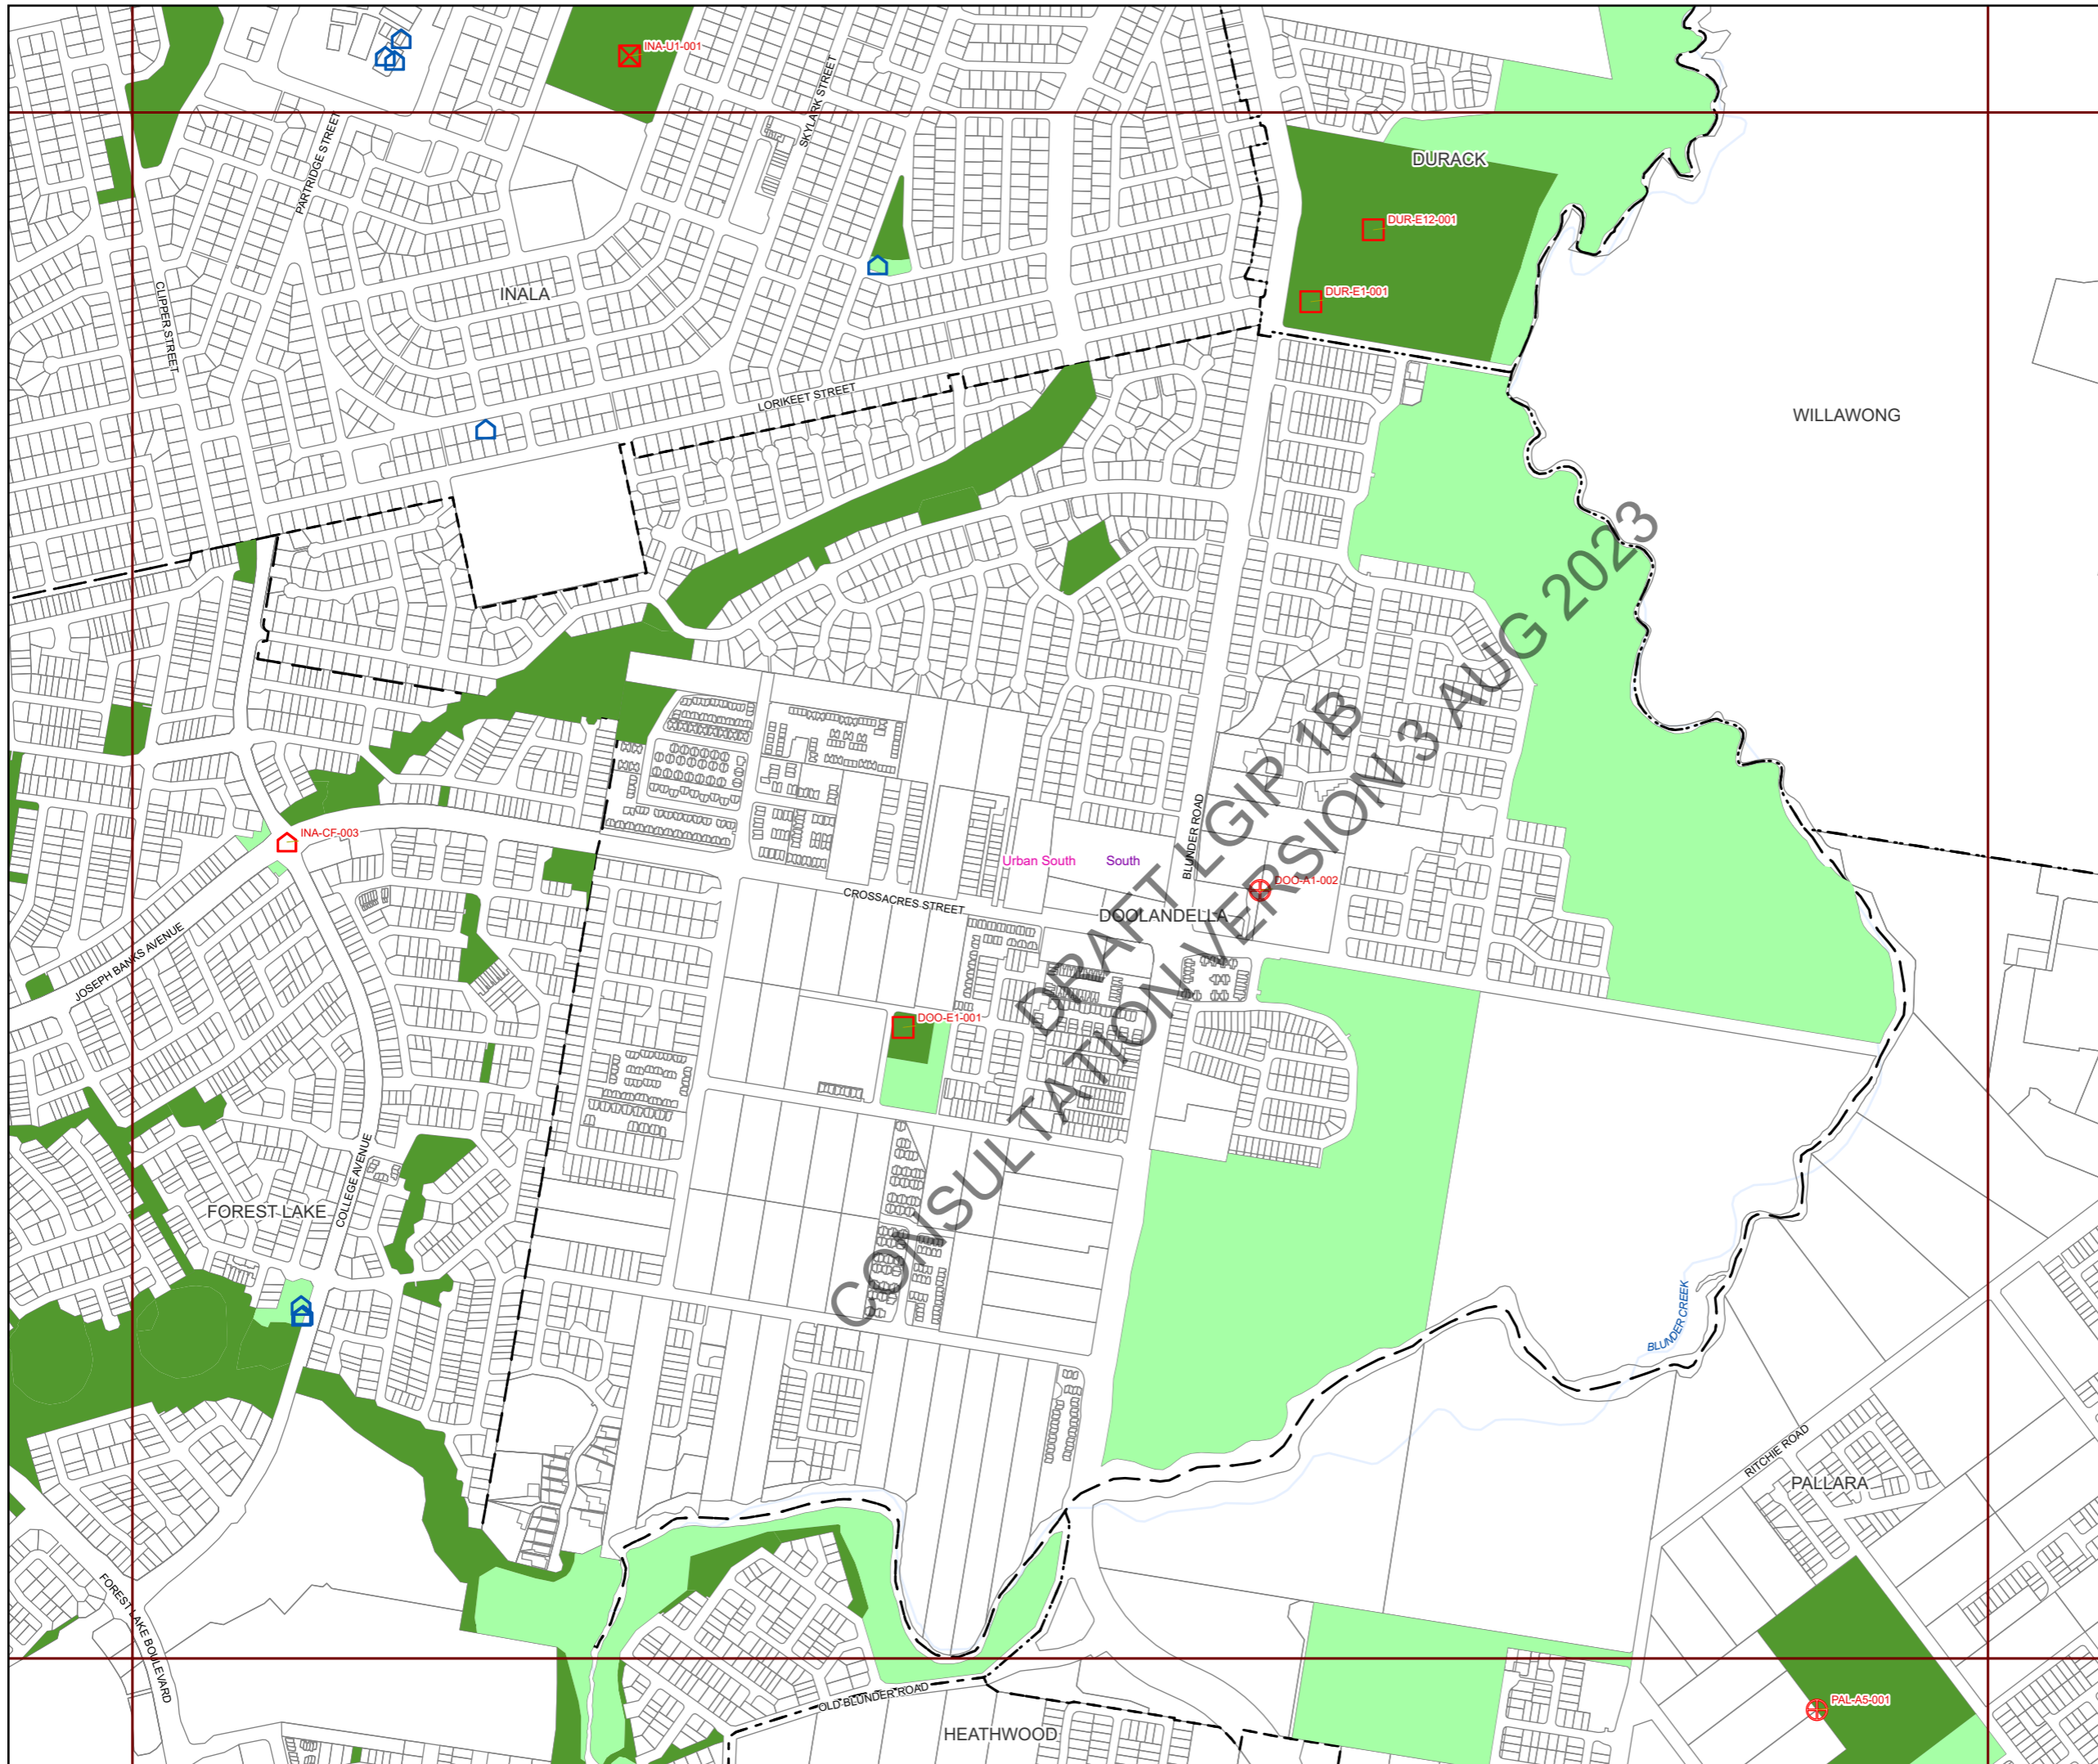 INA-U1-001
SKYLARK STREET
PARTRIDGE STREET
DURACK
DUR-E12-001
DUR-E1-001
INALA
CLIPPER STREET
LORIKEET STREET
WILLAWONG
INA-CF-003
Urban South
South
BLUNDER ROAD
DOO-A1-002
CROSSACRES STREET
DOOLANDELLA
JOSEPH BANKS AVENUE
DOO-E1-001
DRAFT LGIP 1B
CONSULTATION VERSION 3 AUG 2023
COLLEGE AVENUE
FOREST LAKE
BLUNDER CREEK
RITCHIE ROAD
PALLARA
FOREST LAKE BOULEVARD
OLD BLUNDER ROAD
PAL-A5-001
HEATHWOOD